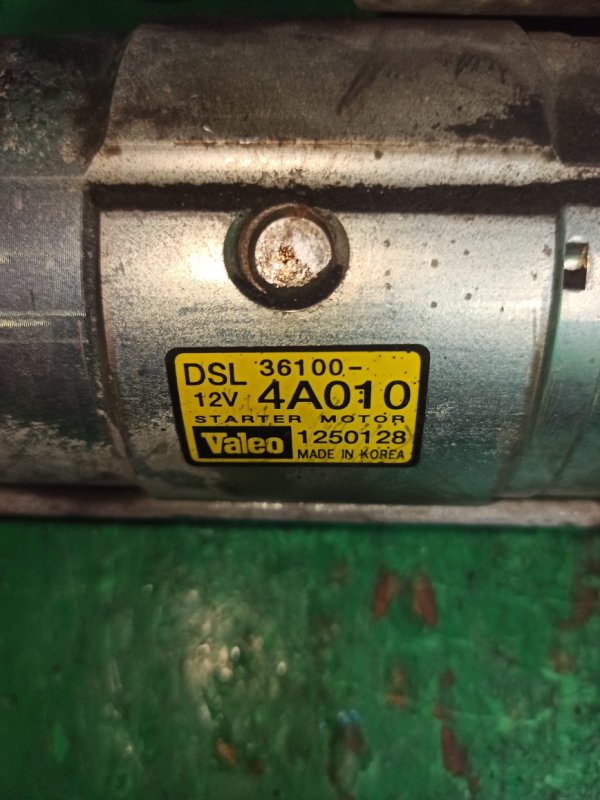 DSL 36100-
12V 4A010
STARTER MOTOR
Valeo 1250128
MADE IN KOREA